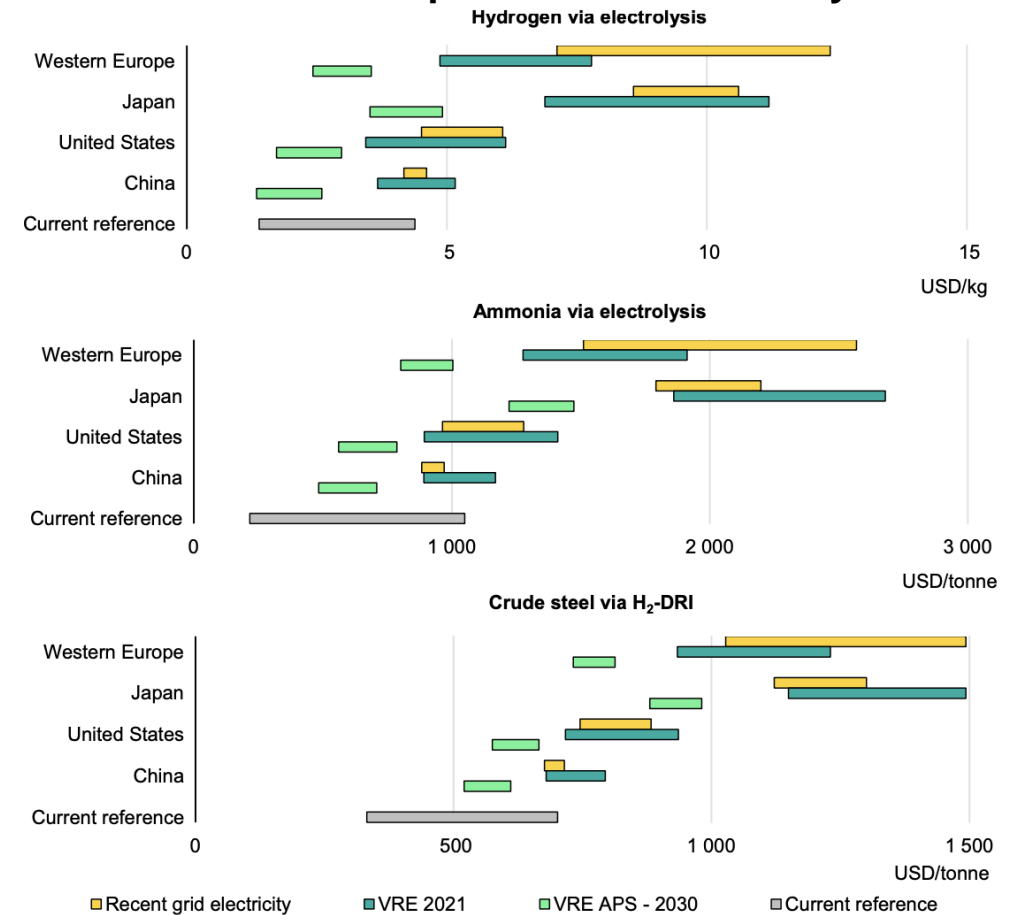 Hydrogen via electrolysis
Western Europe
Japan
United States
China
Current reference
0 5 10 15
USD/kg
Ammonia via electrolysis
Western Europe
Japan
United States
China
Current reference
0 1 000 2 000 3 000
USD/tonne
Crude steel via H₂-DRI
Western Europe
Japan
United States
China
Current reference
0 500 1 000 1 500
USD/tonne
Recent grid electricity VRE 2021 VRE APS - 2030 Current reference